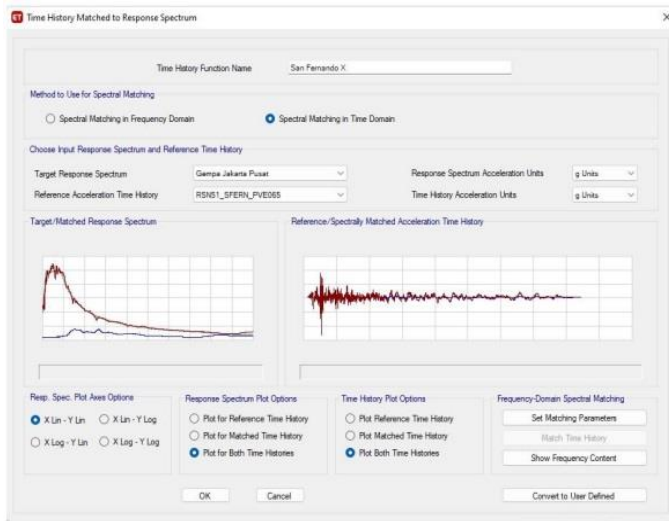 ET Time History Matched to Response Spectrum
Time History Function Name San Fernando X
Method to Use for Spectral Matching
Spectral Matching in Frequency Domain Spectral Matching in Time Domain
Choose Input Response Spectrum and Reference Time History
Target Response Spectrum Gempa Jakarta Pusat Response Spectrum Acceleration Units g Units
Reference Acceleration Time History RSNS1_SFERN_PVE065 Time History Acceleration Units g Units
Target/Matched Response Spectrum Reference/Spectrally Matched Acceleration Time History
Resp. Spec. Plot Axes Options
X Lin - Y Lin X Lin - Y Log
X Log - Y Lin X Log - Y Log
Response Spectrum Plot Options
Plot for Reference Time History
Plot for Matched Time History
Plot for Both Time Histories
Time History Plot Options
Plot Reference Time History
Plot Matched Time History
Plot Both Time Histories
Frequency-Domain Spectral Matching
Set Matching Parameters
Match Time History
Show Frequency Content
OK Cancel Convert to User Defined